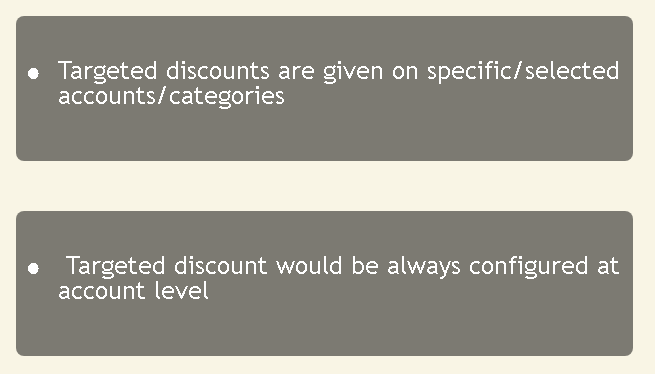 • Targeted discounts are given on specific/selected
accounts/categories
• Targeted discount would be always configured at
account level